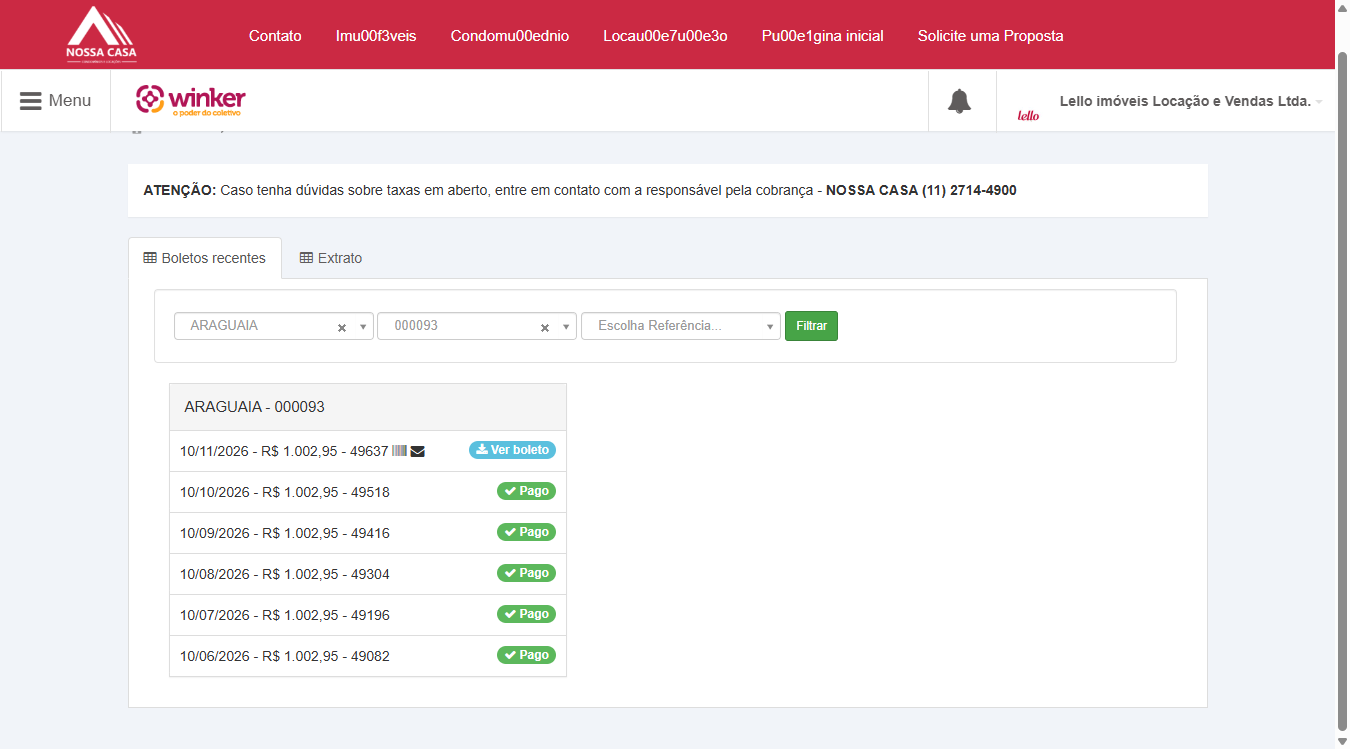 NOSSA CASA
Contato Imu00f3veis Condomu00ednio Locau00e7u00e3o Pu00e1gina inicial Solicite uma Proposta
Menu winker o poder do coletivo lello Lello imóveis Locação e Vendas Ltda.
ATENÇÃO: Caso tenha dúvidas sobre taxas em aberto, entre em contato com a responsável pela cobrança - NOSSA CASA (11) 2714-4900
Boletos recentes Extrato
ARAGUAIA 000093 Escolha Referência... Filtrar
ARAGUAIA - 000093
10/11/2026 - R$ 1.002,95 - 49637 Ver boleto
10/10/2026 - R$ 1.002,95 - 49518 Pago
10/09/2026 - R$ 1.002,95 - 49416 Pago
10/08/2026 - R$ 1.002,95 - 49304 Pago
10/07/2026 - R$ 1.002,95 - 49196 Pago
10/06/2026 - R$ 1.002,95 - 49082 Pago